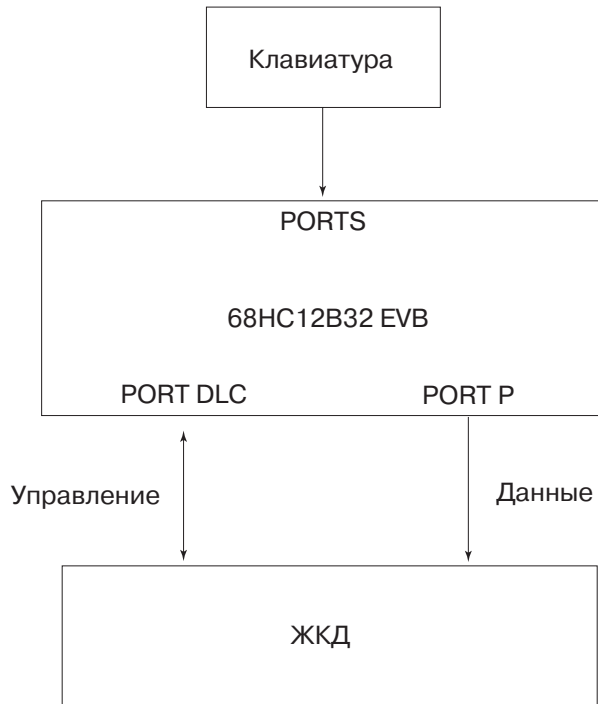 Клавиатура
PORTS
68HC12B32 EVB
PORT DLC PORT P
Управление Данные
ЖКД